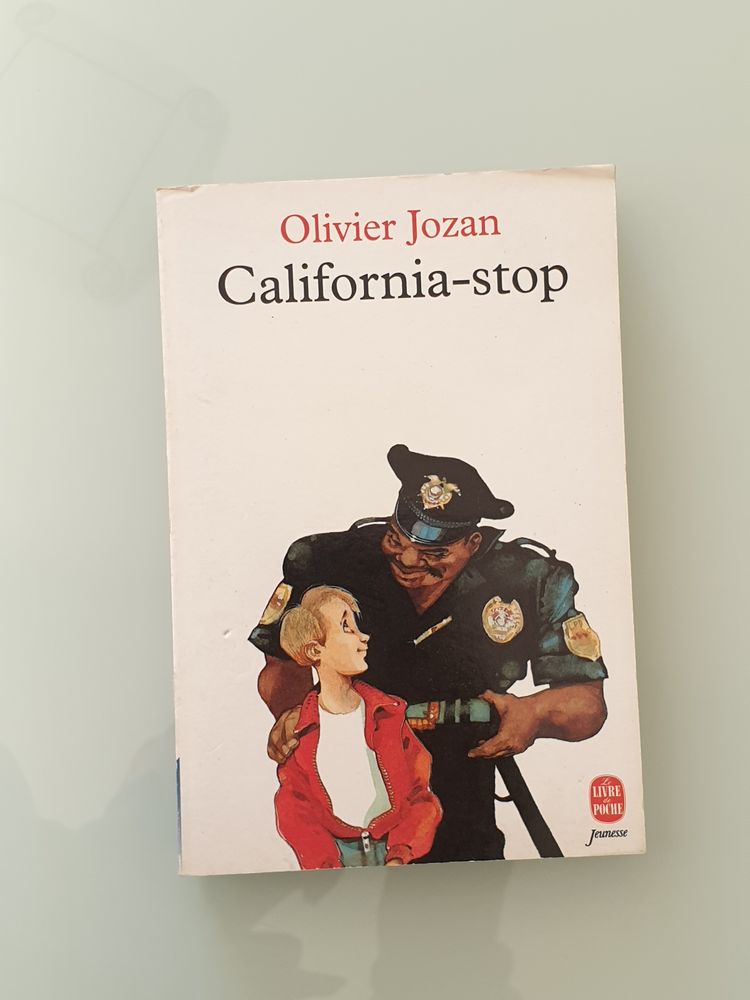 Olivier Jozan
California-stop
Le
LIVRE
de
POCHE
Jeunesse